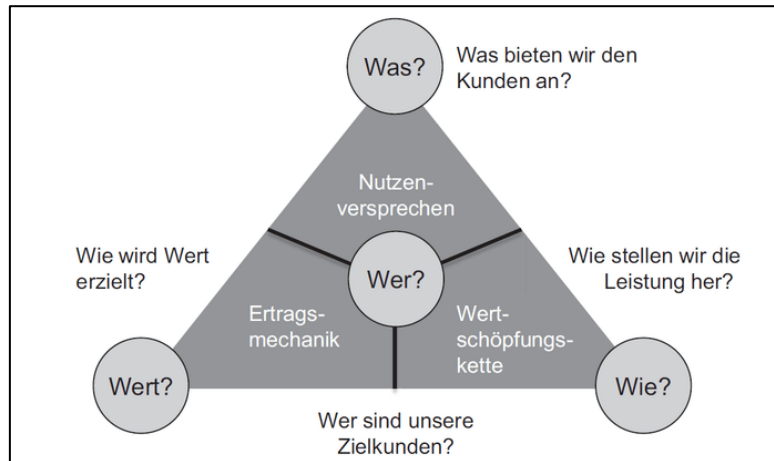 Was?
Was bieten wir den
Kunden an?
Nutzen-
versprechen
Wie wird Wert
erzielt?
Wer?
Wie stellen wir die
Leistung her?
Ertrags-
mechanik
Wert-
schöpfungs-
kette
Wert?
Wie?
Wer sind unsere
Zielkunden?